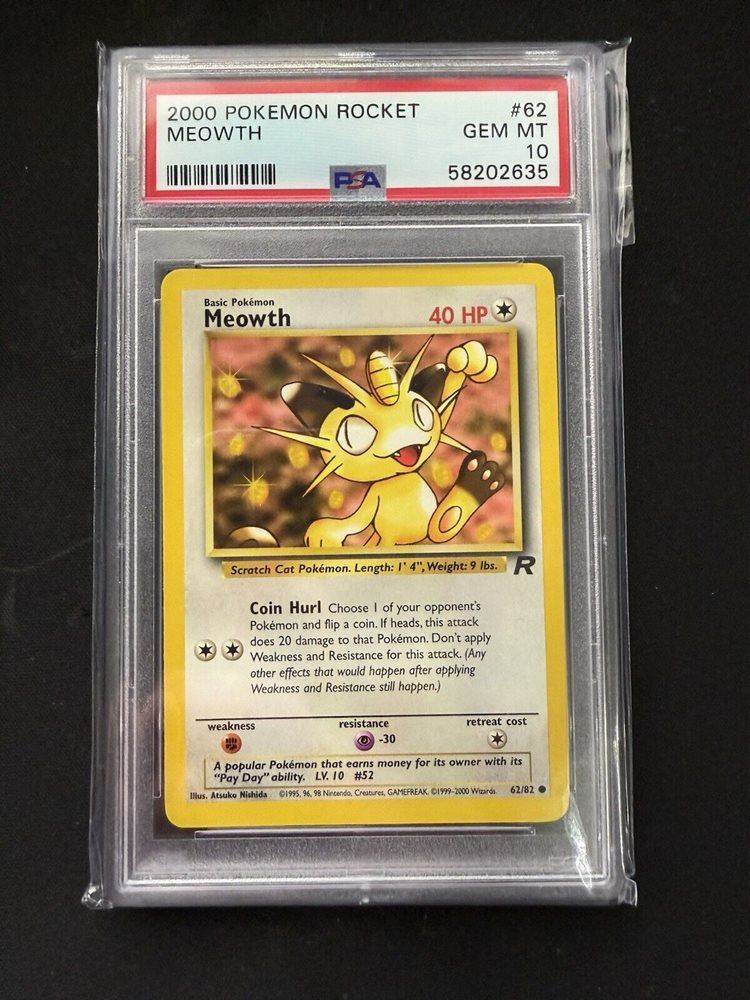 2000 POKEMON ROCKET #62
MEOWTH GEM MT
10
PSA 58202635
Basic Pokémon
Meowth 40 HP
Scratch Cat Pokémon. Length: 1' 4", Weight: 9 lbs. R
Coin Hurl Choose 1 of your opponent's
Pokémon and flip a coin. If heads, this attack
does 20 damage to that Pokémon. Don't apply
Weakness and Resistance for this attack. (Any
other effects that would happen after applying
Weakness and Resistance still happen.)
weakness resistance retreat cost
-30
A popular Pokémon that earns money for its owner with its
"Pay Day" ability. LV. 10 #52
Illus. Atsuko Nishida ©1995, 96, 98 Nintendo, Creatures, GAMEFREAK. ©1999-2000 Wizards. 62/82